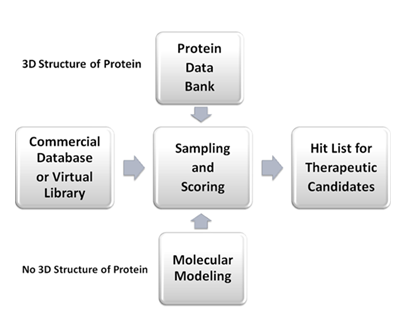 3D Structure of Protein
Protein
Data
Bank
Commercial
Database
or Virtual
Library
Sampling
and
Scoring
Hit List for
Therapeutic
Candidates
No 3D Structure of Protein
Molecular
Modeling